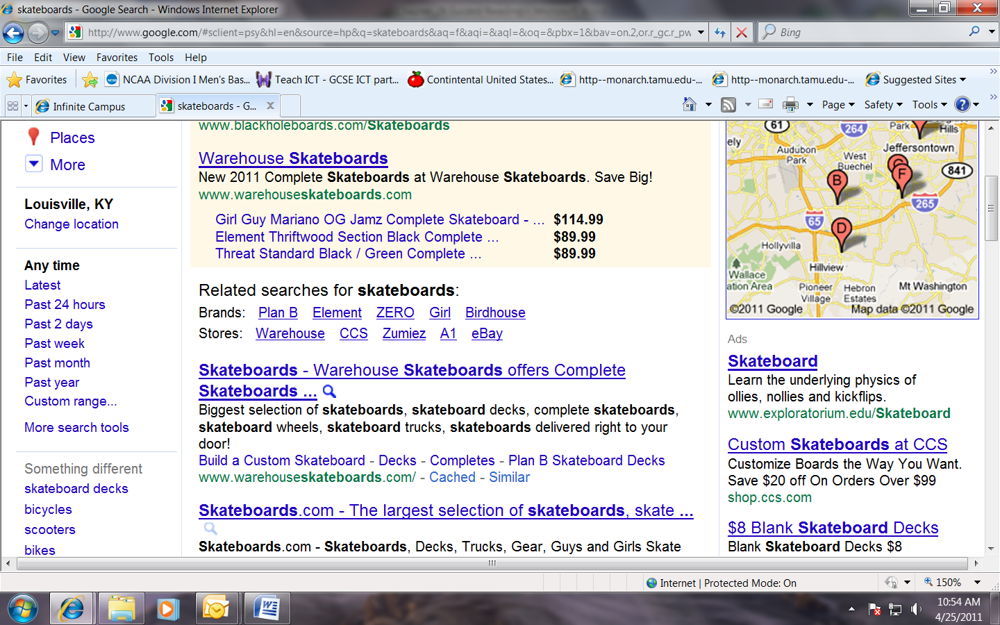 skateboards - Google Search - Windows Internet Explorer
http://www.google.com/#sclient=psy&hl=en&source=hp&q=skateboards&aq=f&aqi=&aql=&oq=&pbx=1&bav=on.2,or.r_gc.r_pw
Bing
File Edit View Favorites Tools Help
Favorites NCAA Division I Men's Bas... Teach ICT - GCSE ICT part... Contintental United States... http--monarch.tamu.edu-... http--monarch.tamu.edu-... Suggested Sites
Infinite Campus skateboards - G... Page Safety Tools
Places
More
Louisville, KY
Change location
Any time
Latest
Past 24 hours
Past 2 days
Past week
Past month
Past year
Custom range...
More search tools
Something different
skateboard decks
bicycles
scooters
bikes
www.blackholeboards.com/Skateboards
Warehouse Skateboards
New 2011 Complete Skateboards at Warehouse Skateboards. Save Big!
www.warehouseskateboards.com
Girl Guy Mariano OG Jamz Complete Skateboard - ... $114.99
Element Thriftwood Section Black Complete ... $89.99
Threat Standard Black / Green Complete ... $89.99
Related searches for skateboards:
Brands: Plan B Element ZERO Girl Birdhouse
Stores: Warehouse CCS Zumiez A1 eBay
Skateboards - Warehouse Skateboards offers Complete
Skateboards ...
Biggest selection of skateboards, skateboard decks, complete skateboards,
skateboard wheels, skateboard trucks, skateboards delivered right to your
door!
Build a Custom Skateboard - Decks - Completes - Plan B Skateboard Decks
www.warehouseskateboards.com/ - Cached - Similar
Skateboards.com - The largest selection of skateboards, skate ...
Skateboards.com - Skateboards, Decks, Trucks, Gear, Guys and Girls Skate
61
264
Park
Hills
ely
Audubon
Park
West
Buechel
Jeffersontown
841
B
F
265
65
D
Hollyvilla
Hillview
Wallace
ation Area
Pioneer
Village
Hebron
Estates
Mt Washington
©2011 Google Map data ©2011 Google
Ads
Skateboard
Learn the underlying physics of
ollies, nollies and kickflips.
www.exploratorium.edu/Skateboard
Custom Skateboards at CCS
Customize Boards the Way You Want.
Save $20 off On Orders Over $99
shop.ccs.com
$8 Blank Skateboard Decks
Blank Skateboard Decks $8
Internet | Protected Mode: On
150%
10:54 AM
4/25/2011